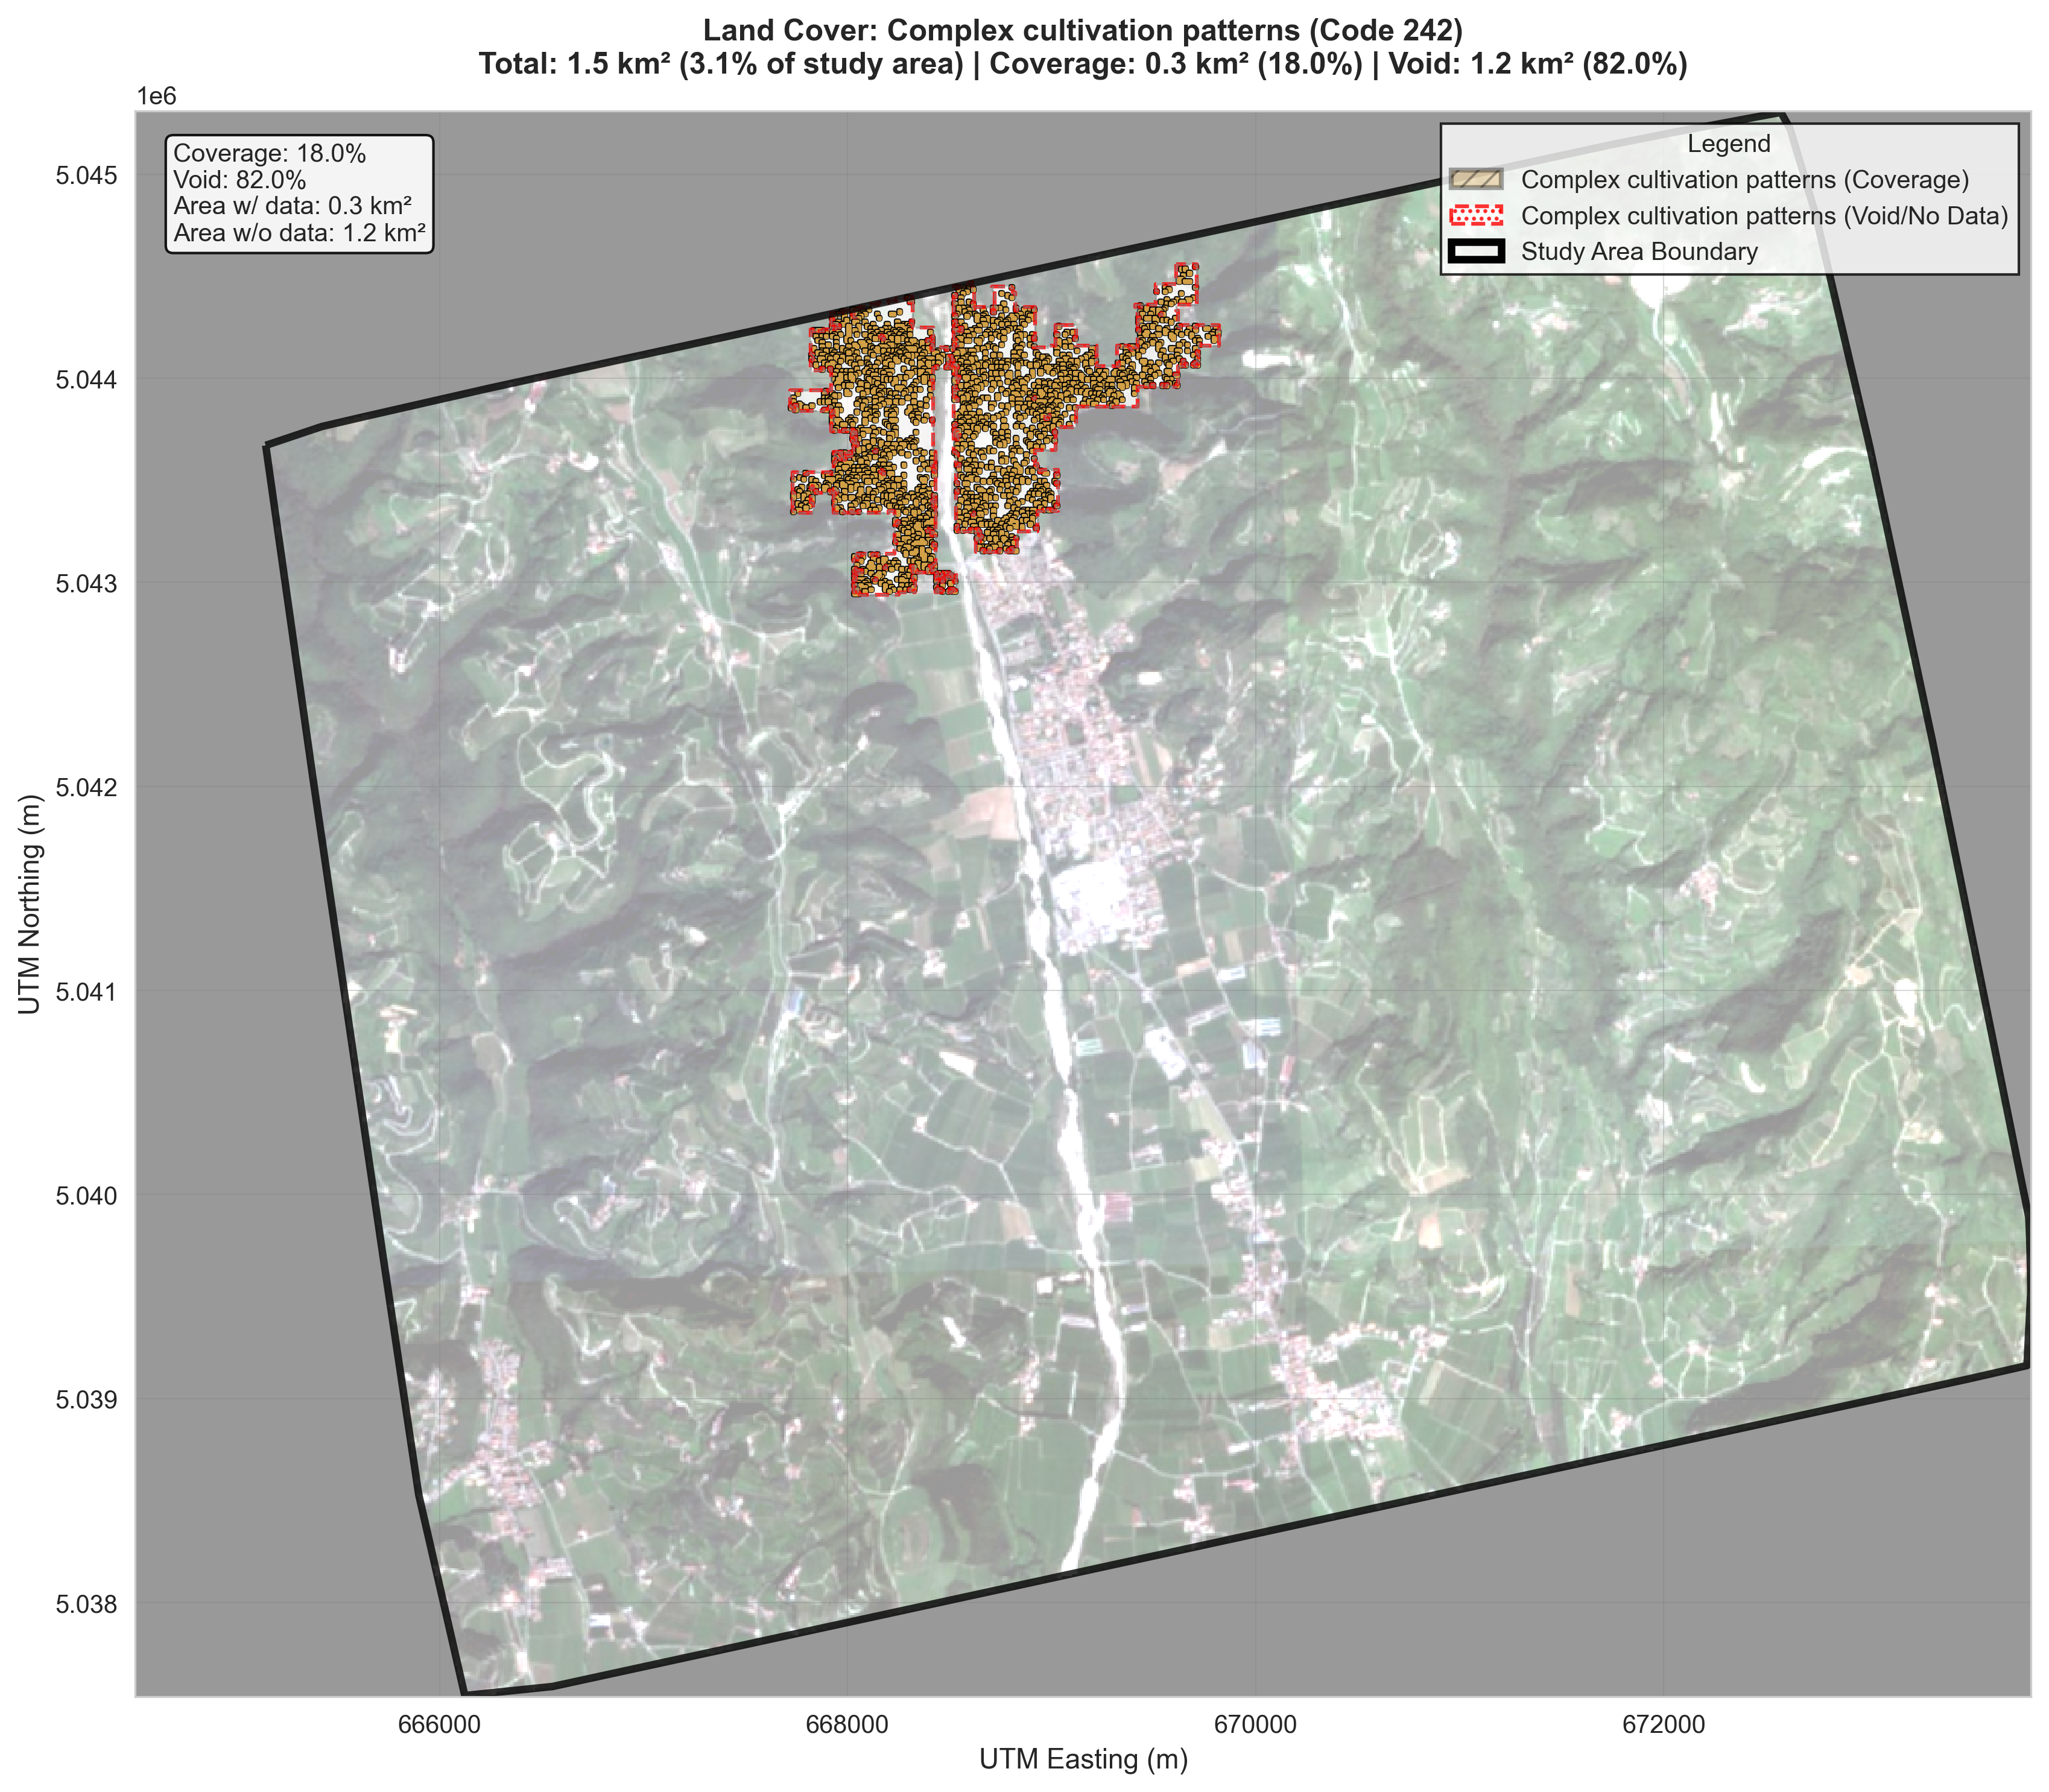 Land Cover: Complex cultivation patterns (Code 242)
Total: 1.5 km² (3.1% of study area) | Coverage: 0.3 km² (18.0%) | Void: 1.2 km² (82.0%)
1e6
Coverage: 18.0%
Void: 82.0%
Area w/ data: 0.3 km²
Area w/o data: 1.2 km²
Legend
Complex cultivation patterns (Coverage)
Complex cultivation patterns (Void/No Data)
Study Area Boundary
5.045
5.044
5.043
5.042
5.041
5.040
5.039
5.038
UTM Northing (m)
666000
668000
670000
672000
UTM Easting (m)